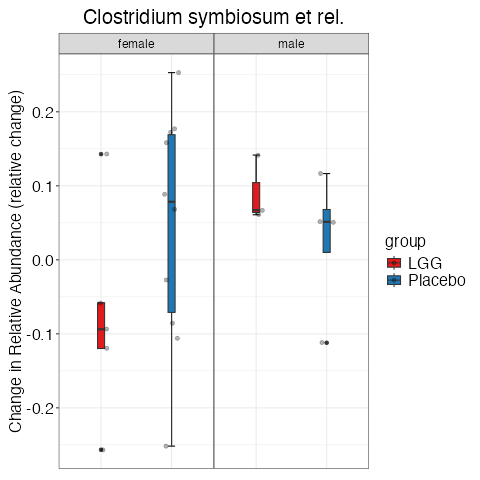 Clostridium symbiosum et rel.
female
male
Change in Relative Abundance (relative change)
0.2
0.1
0.0
-0.1
-0.2
group
LGG
Placebo